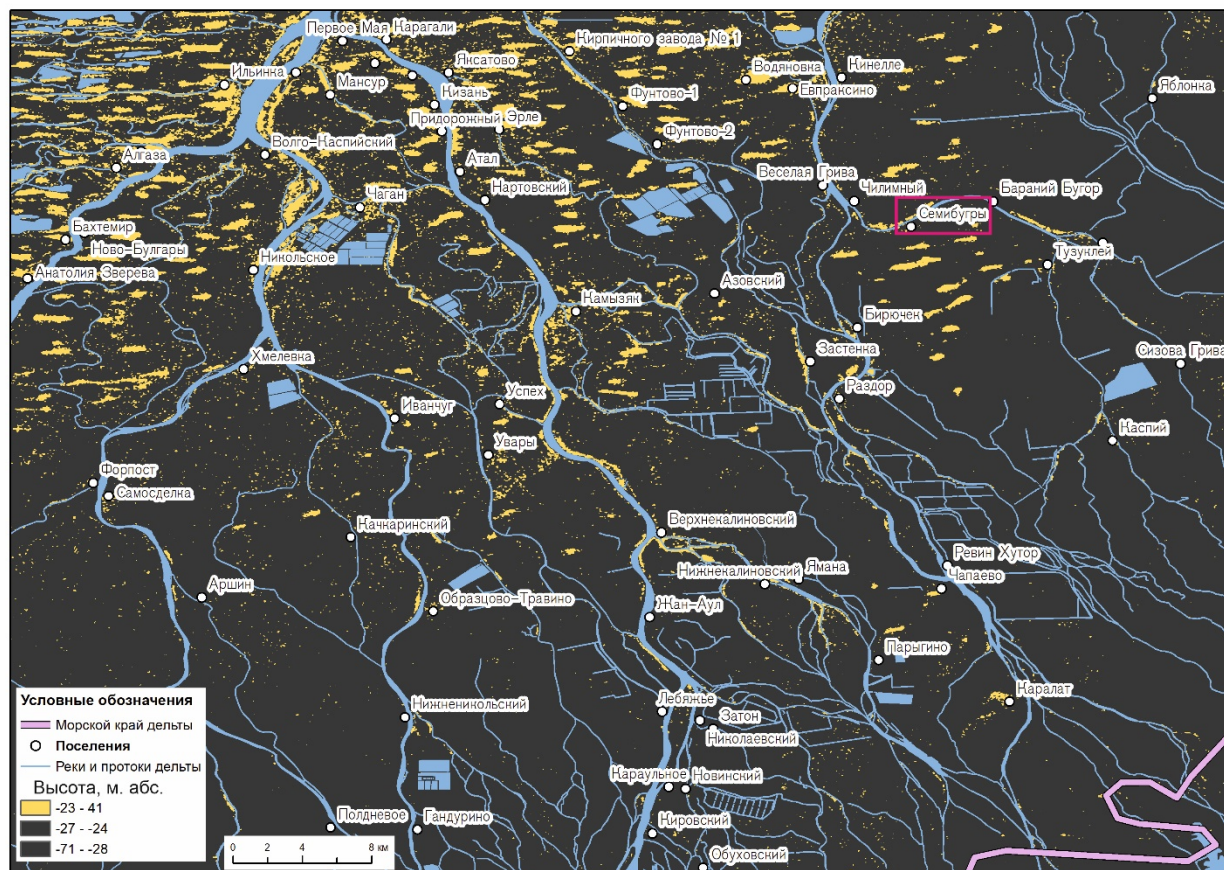 Первое Мая
Карагали
Кирпичного завода № 1
Яксатово
Водяновка
Кинелле
Ильинка
Мансур
Евпраксино
Яблонка
Кизань
Фунтово-1
Придорожный
Эрле
Фунтово-2
Волго-Каспийский
Алгаза
Атал
Веселая Грива
Чилимный
Бараний Бугор
Нартовский
Чаган
Семибугры
Бахтемир
Ново-Булгары
Тузуклей
Никольское
Анатолия Зверева
Азовский
Камызяк
Бирючек
Хмелевка
Застенка
Сизова Грива
Раздор
Успех
Иванчуг
Каспий
Увары
Форпост
Самосделка
Верхнекалиновский
Качкаринский
Ревин Хутор
Нижнекалиновский
Ямана
Чапаево
Аршин
Образцово-Травино
Жан-Аул
Парыгино
Каралат
Лебяжье
Нижненикольский
Затон
Николаевский
Караульное
Новинский
Полдневое
Гандурино
Кировский
Обуховский
Условные обозначения
Морской край дельты
Поселения
Реки и протоки дельты
Высота, м. абс.
-23 - 41
-27 - -24
-71 - -28
0 2 4 8 км